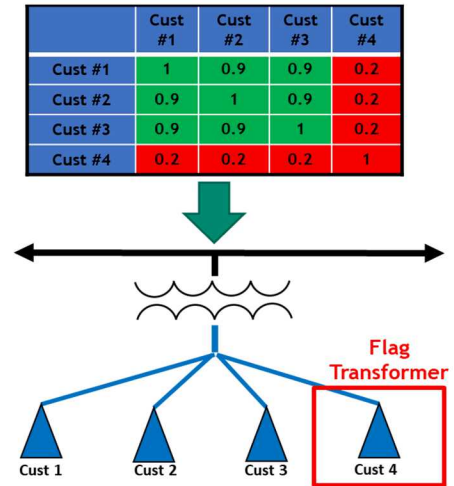 Cust #1 Cust #2 Cust #3 Cust #4
Cust #1 1 0.9 0.9 0.2
Cust #2 0.9 1 0.9 0.2
Cust #3 0.9 0.9 1 0.2
Cust #4 0.2 0.2 0.2 1
Flag
Transformer
Cust 1 Cust 2 Cust 3 Cust 4